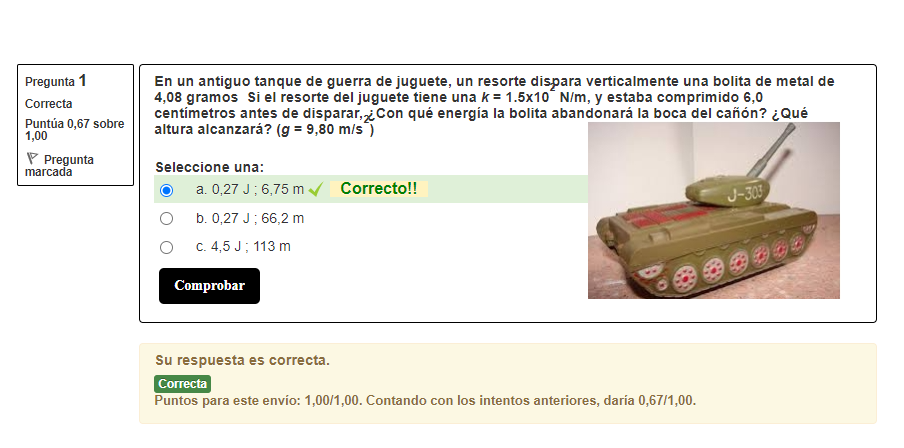 Pregunta 1
Correcta
Puntúa 0,67 sobre
1,00
Pregunta
marcada
En un antiguo tanque de guerra de juguete, un resorte dispara verticalmente una bolita de metal de
4,08 gramos Si el resorte del juguete tiene una k = 1.5x10² N/m, y estaba comprimido 6,0
centímetros antes de disparar, ¿Con qué energía la bolita abandonará la boca del cañón? ¿Qué
altura alcanzará? (g = 9,80 m/s²)
Seleccione una:
a. 0,27 J ; 6,75 m Correcto!!
b. 0,27 J ; 66,2 m
c. 4,5 J ; 113 m
J-303
Comprobar
Su respuesta es correcta.
Correcta
Puntos para este envío: 1,00/1,00. Contando con los intentos anteriores, daría 0,67/1,00.